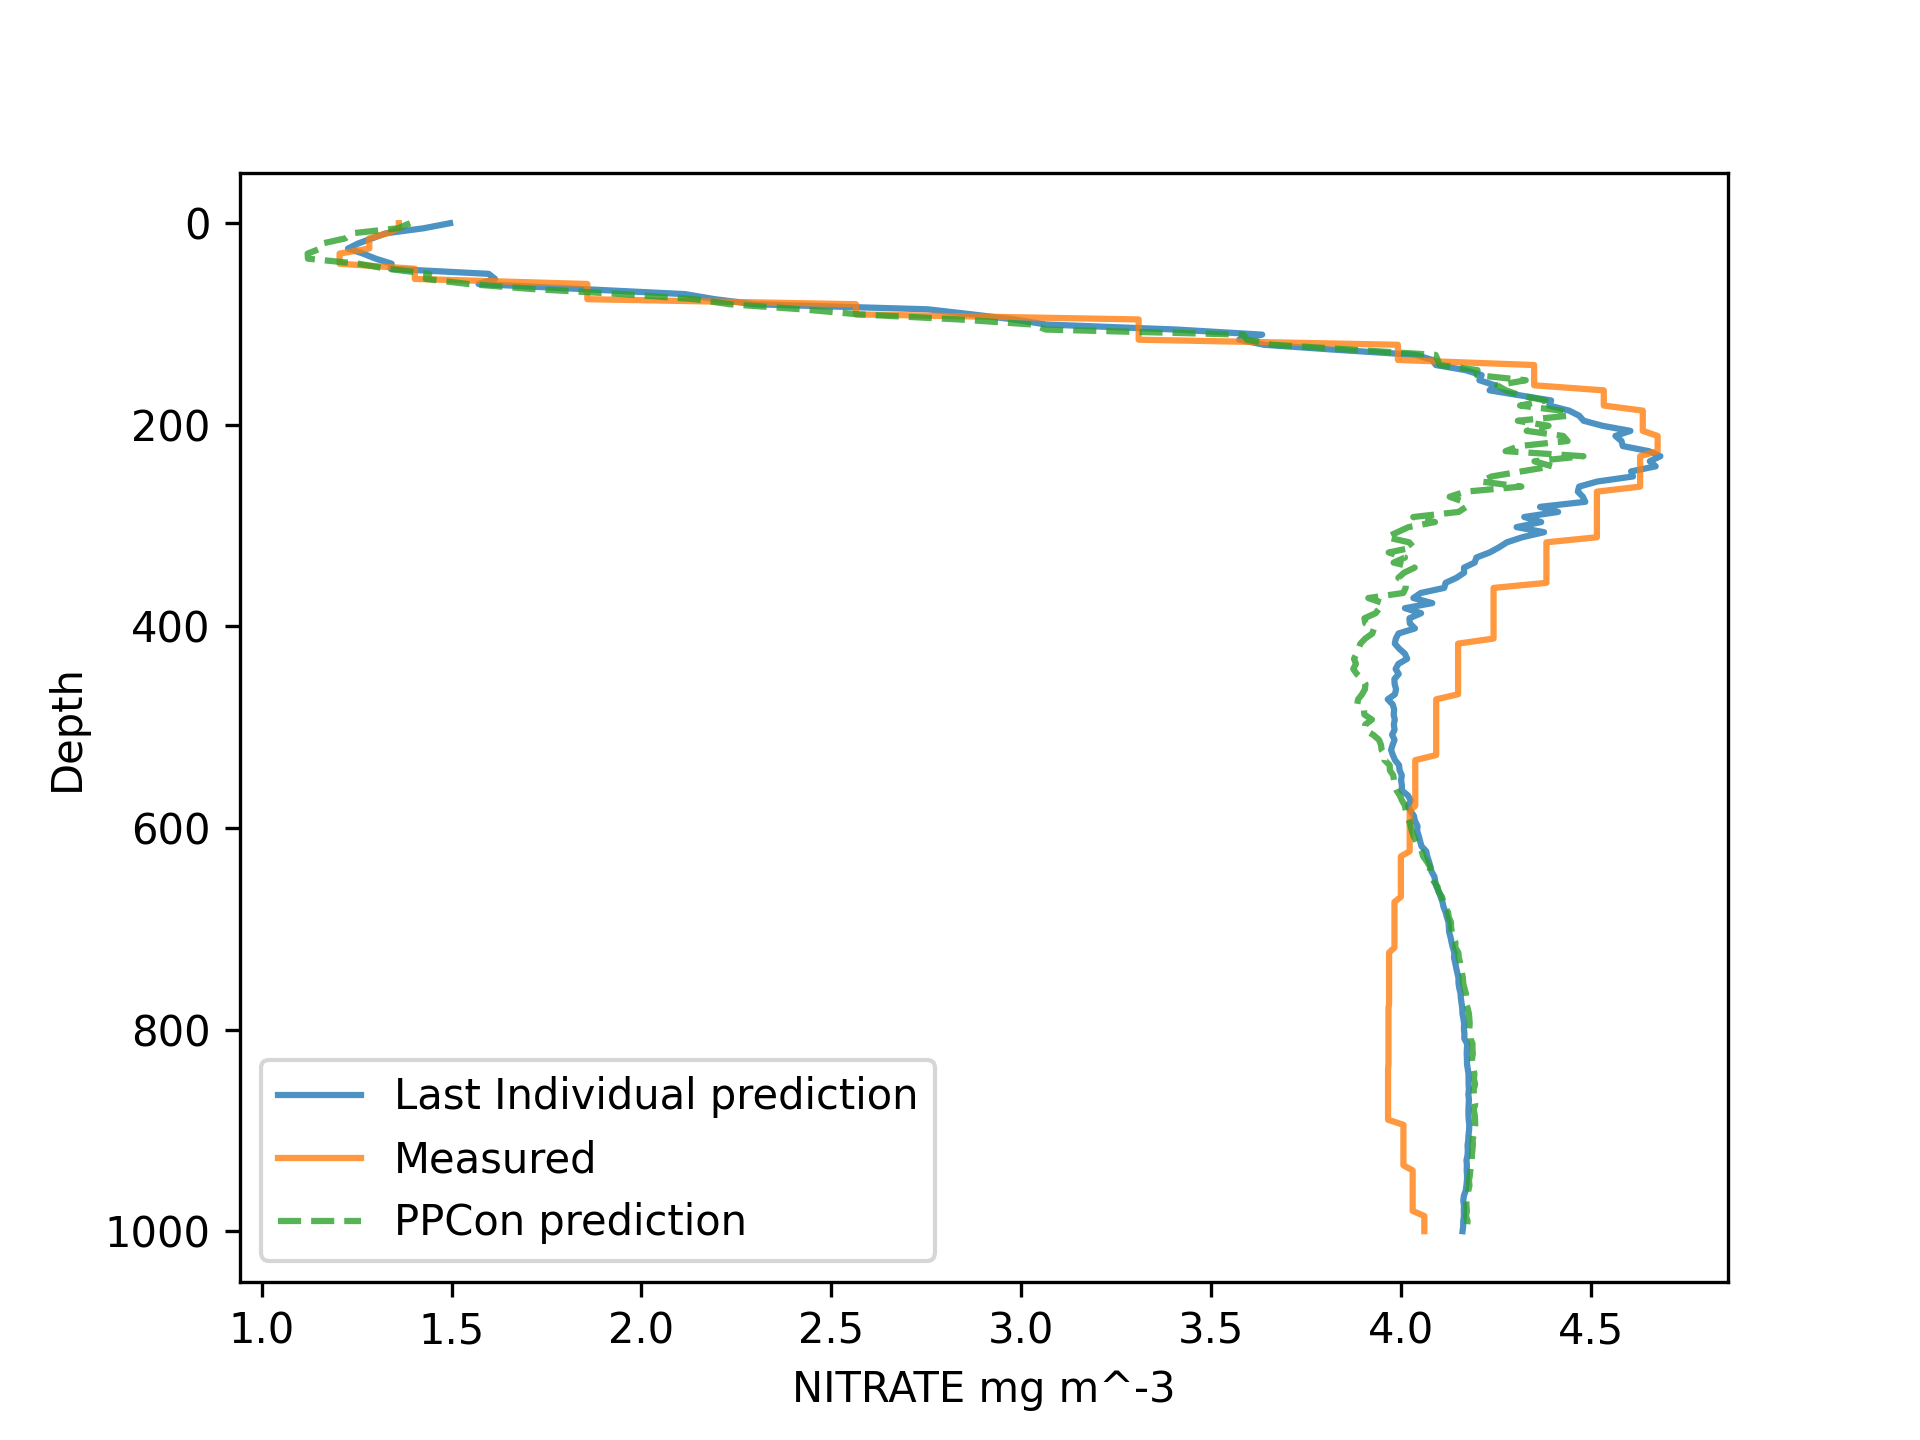 0
200
400
600
800
1000
Depth
Last Individual prediction
Measured
PPCon prediction
1.0 1.5 2.0 2.5 3.0 3.5 4.0 4.5
NITRATE mg m^-3